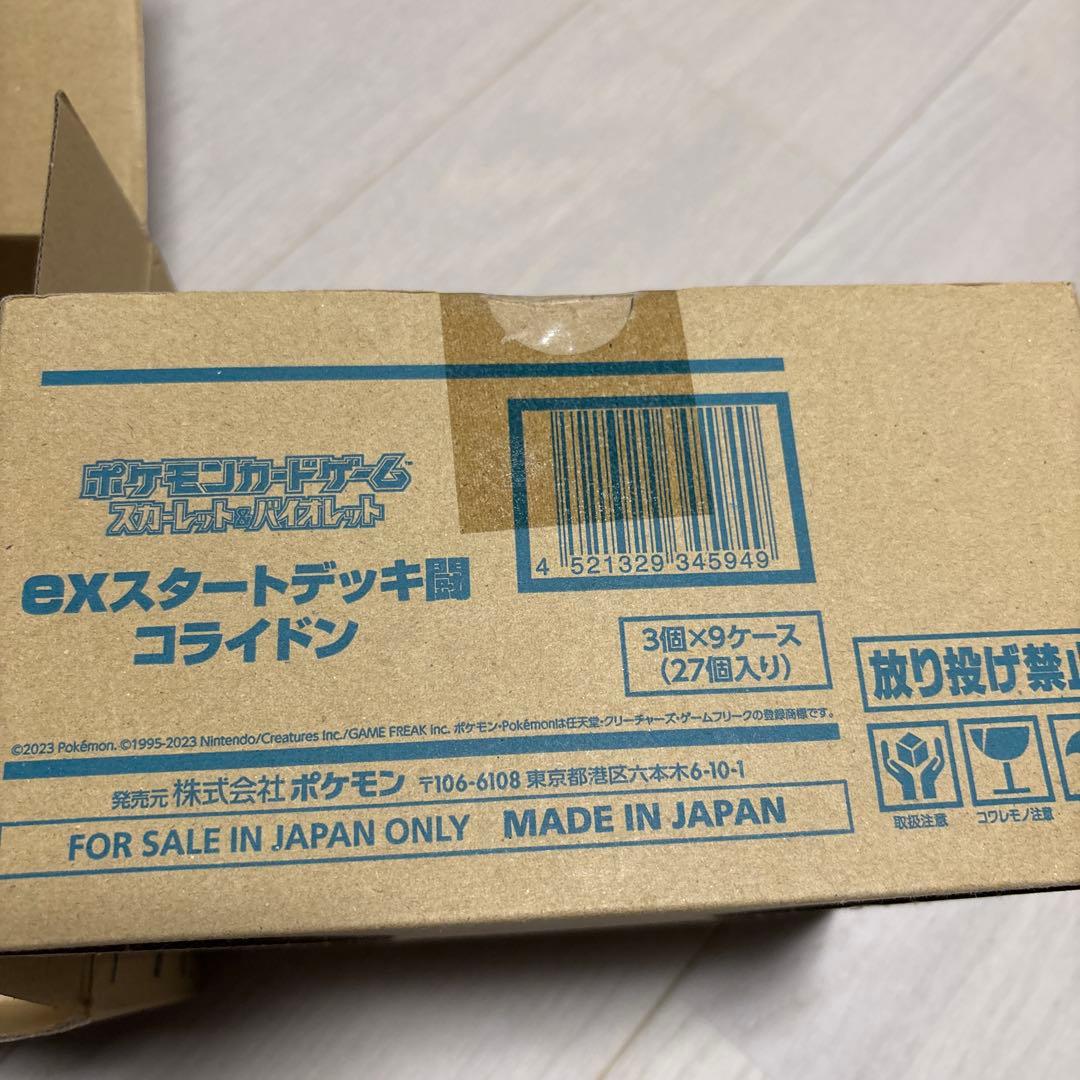 ポケモンカードゲーム
スカーレット&バイオレット
exスタートデッキ闘
コライドン
4 521329 345949
3個×9ケース
(27個入り)
放り投げ禁止
©2023 Pokémon. ©1995-2023 Nintendo/Creatures Inc./GAME FREAK inc. ポケモン・Pokémonは任天堂・クリーチャーズ・ゲームフリークの登録商標です。
発売元 株式会社ポケモン 〒106-6108 東京都港区六本木6-10-1
取扱注意
コワレモノ注意
FOR SALE IN JAPAN ONLY MADE IN JAPAN